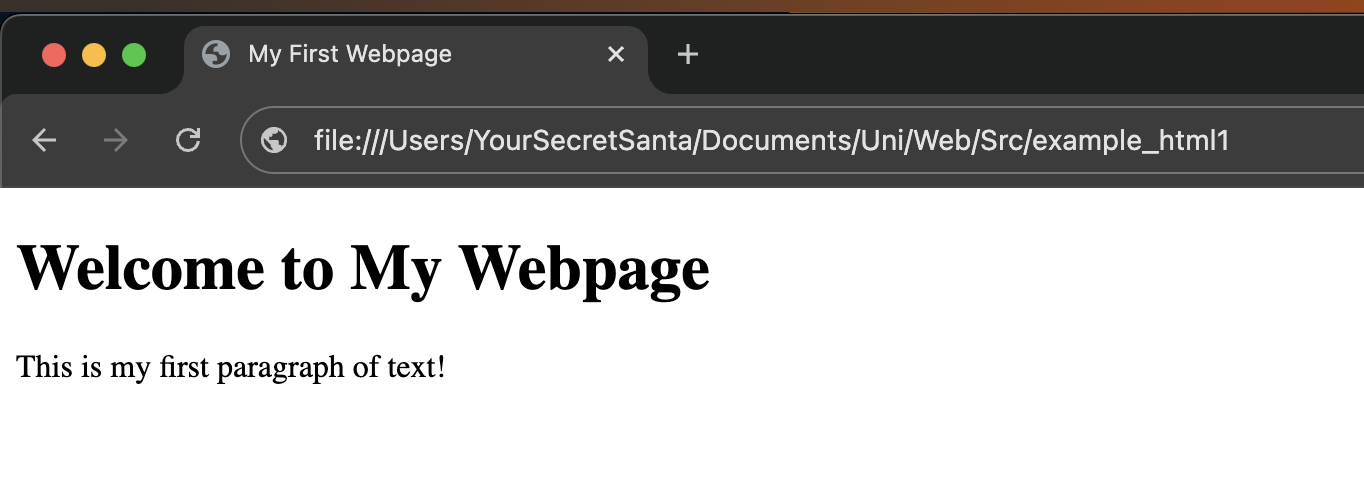 My First Webpage
file:///Users/YourSecretSanta/Documents/Uni/Web/Src/example_html1
Welcome to My Webpage
This is my first paragraph of text!